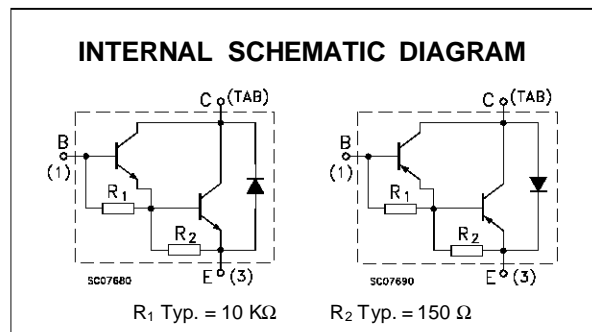 INTERNAL SCHEMATIC DIAGRAM
C (TAB)
B
(1)
R1
R2
SC07680
E (3)
C (TAB)
B
(1)
R1
R2
SC07690
E (3)
R1 Typ. = 10 KΩ R2 Typ. = 150 Ω